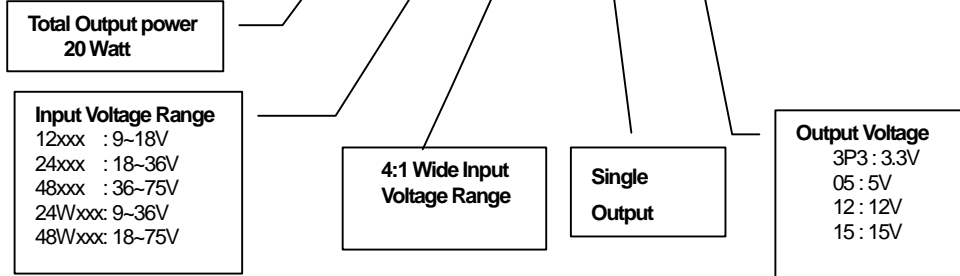 Total Output power
20 Watt
Input Voltage Range
12xxx : 9~18V
24xxx : 18~36V
48xxx : 36~75V
24Wxxx: 9~36V
48Wxxx: 18~75V
4:1 Wide Input
Voltage Range
Single
Output
Output Voltage
3P3 : 3.3V
05 : 5V
12 : 12V
15 : 15V